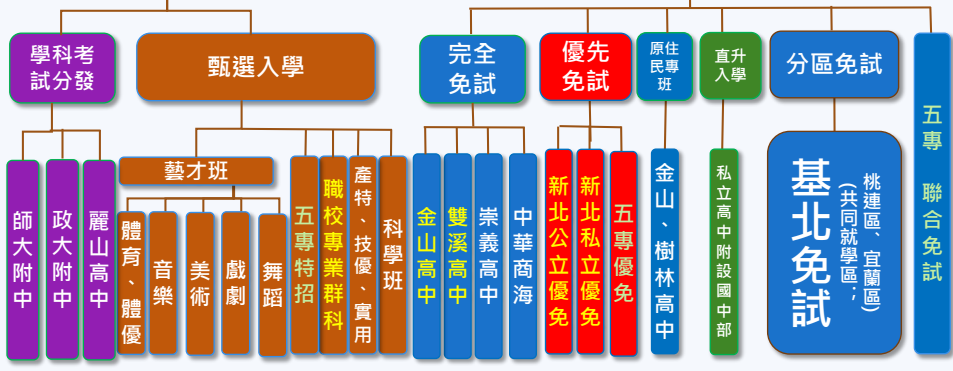 學科考
試分發
甄選入學
完全
免試
優先
免試
原住
民專
班
直升
入學
分區免試
五專 聯合免試
師大附中
政大附中
麗山高中
藝才班
體育、體優
音樂
美術
戲劇
舞蹈
五專特招
職校專業群科
產特、技優、實用
科學班
金山高中
雙溪高中
崇義高中
中華商海
新北公立優免
新北私立優免
五專優免
金山、樹林高中
私立高中附設國中部
基北免試
(共同就學區；
桃連區、宜蘭區)